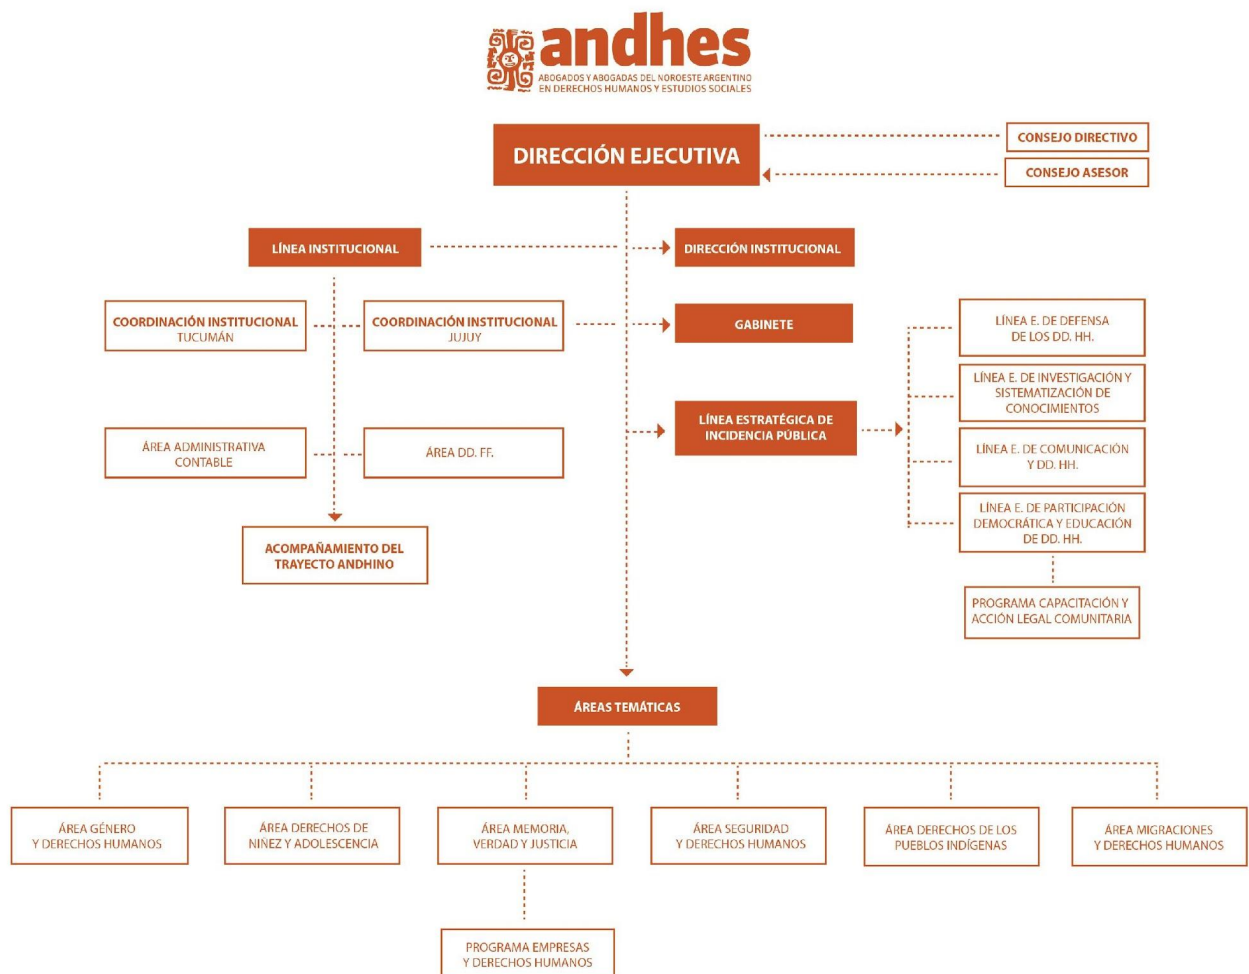 andhes
ABOGADOS Y ABOGADAS DEL NOROESTE ARGENTINO
EN DERECHOS HUMANOS Y ESTUDIOS SOCIALES
DIRECCIÓN EJECUTIVA
CONSEJO DIRECTIVO
CONSEJO ASESOR
LÍNEA INSTITUCIONAL
DIRECCIÓN INSTITUCIONAL
COORDINACIÓN INSTITUCIONAL
TUCUMÁN
COORDINACIÓN INSTITUCIONAL
JUJUY
GABINETE
LÍNEA E. DE DEFENSA
DE LOS DD. HH.
LÍNEA E. DE INVESTIGACIÓN Y
SISTEMATIZACIÓN DE
CONOCIMIENTOS
LÍNEA ESTRATÉGICA DE
INCIDENCIA PÚBLICA
ÁREA ADMINISTRATIVA
CONTABLE
ÁREA DD. FF.
LÍNEA E. DE COMUNICACIÓN
Y DD. HH.
LÍNEA E. DE PARTICIPACIÓN
DEMOCRÁTICA Y EDUCACIÓN
DE DD. HH.
ACOMPAÑAMIENTO DEL
TRAYECTO ANDHINO
PROGRAMA CAPACITACIÓN Y
ACCIÓN LEGAL COMUNITARIA
ÁREAS TEMÁTICAS
ÁREA GÉNERO
Y DERECHOS HUMANOS
ÁREA DERECHOS DE
NIÑEZ Y ADOLESCENCIA
ÁREA MEMORIA,
VERDAD Y JUSTICIA
ÁREA SEGURIDAD
Y DERECHOS HUMANOS
ÁREA DERECHOS DE LOS
PUEBLOS INDÍGENAS
ÁREA MIGRACIONES
Y DERECHOS HUMANOS
PROGRAMA EMPRESAS
Y DERECHOS HUMANOS